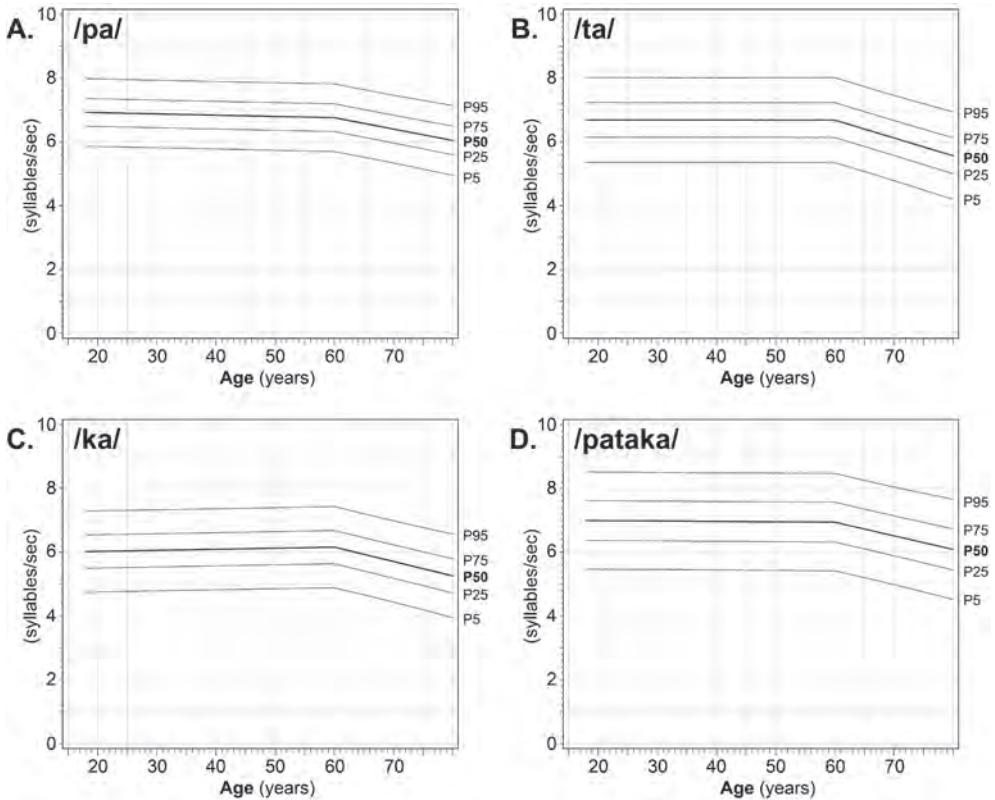 A. /pa/
10
8
6
4
2
0
(syllables/sec)
P95
P75
P50
P25
P5
20 30 40 50 60 70
Age (years)
B. /ta/
10
8
6
4
2
0
(syllables/sec)
P95
P75
P50
P25
P5
20 30 40 50 60 70
Age (years)
C. /ka/
10
8
6
4
2
0
(syllables/sec)
P95
P75
P50
P25
P5
20 30 40 50 60 70
Age (years)
D. /pataka/
10
8
6
4
2
0
(syllables/sec)
P95
P75
P50
P25
P5
20 30 40 50 60 70
Age (years)